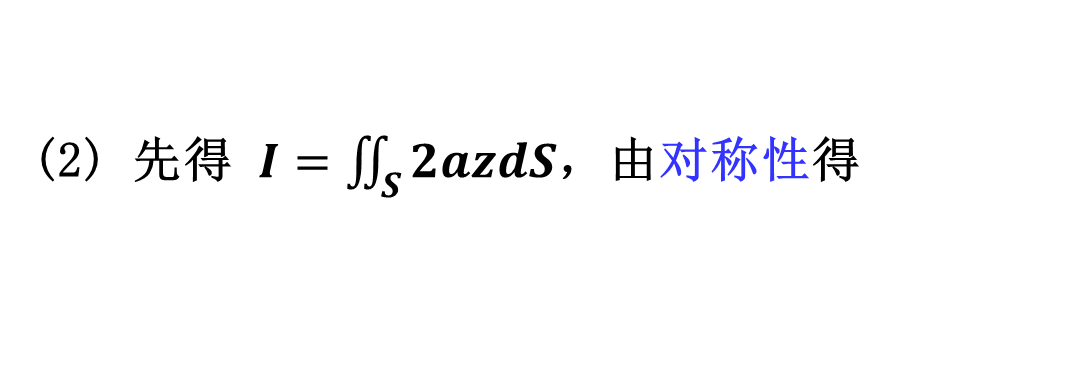 (2) 先得 I = ∬_S 2azdS，由对称性得